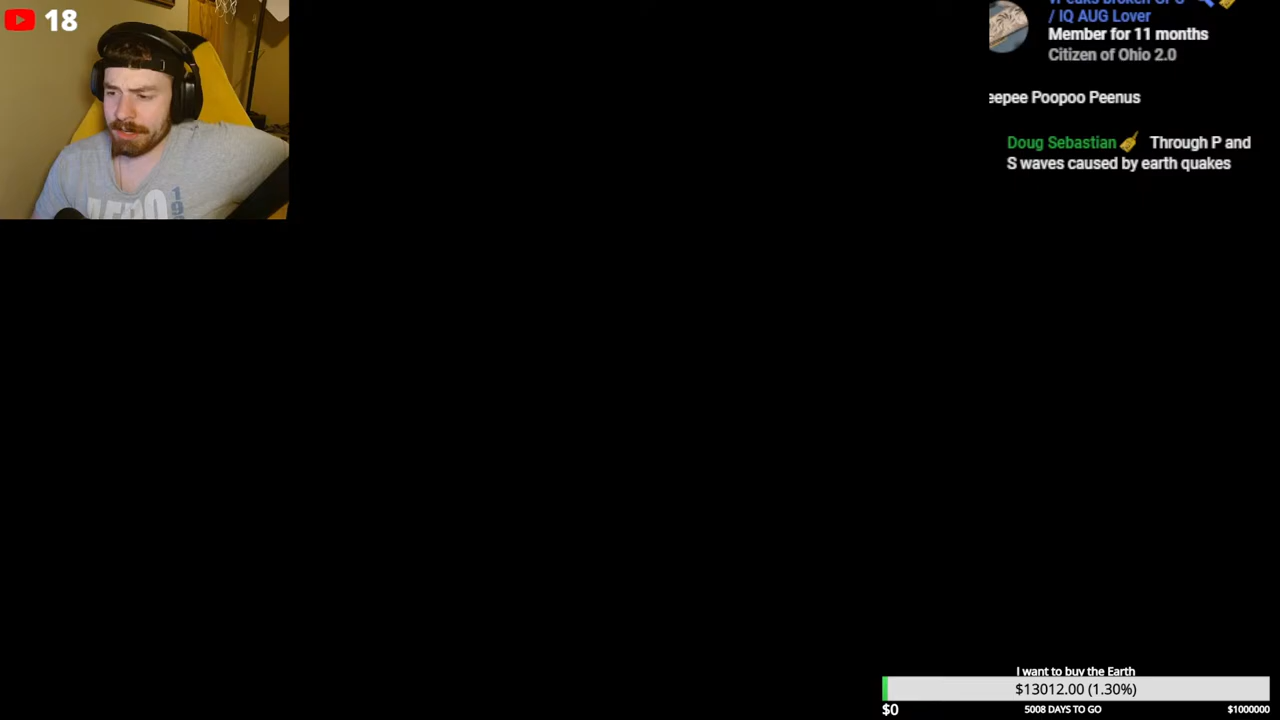 18
/ IQ AUG Lover
Member for 11 months
Citizen of Ohio 2.0
eepee Poopoo Peenus
Doug Sebastian Through P and
S waves caused by earth quakes
I want to buy the Earth
$13012.00 (1.30%)
$0 5008 DAYS TO GO $1000000